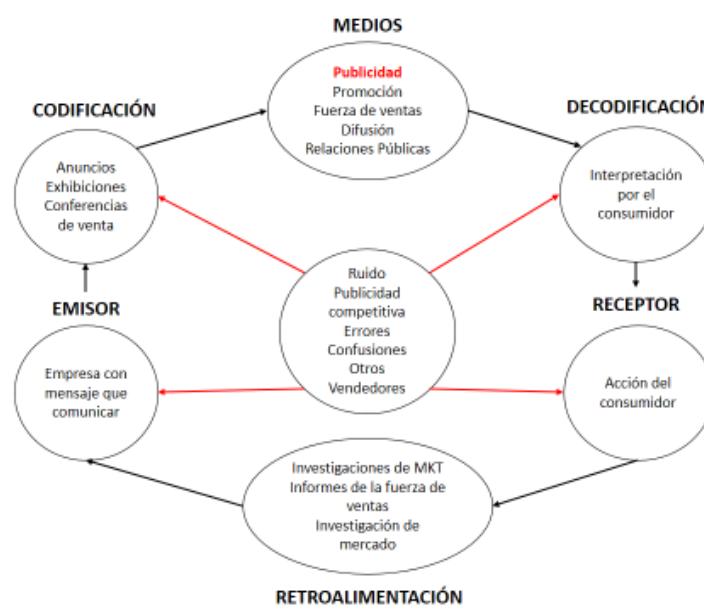 MEDIOS
Publicidad
Promoción
Fuerza de ventas
Difusión
Relaciones Públicas
CODIFICACIÓN
Anuncios
Exhibiciones
Conferencias
de venta
DECODIFICACIÓN
Interpretación
por el
consumidor
Ruido
Publicidad
competitiva
Errores
Confusiones
Otros
Vendedores
EMISOR
Empresa con
mensaje que
comunicar
RECEPTOR
Acción del
consumidor
Investigaciones de MKT
Informes de la fuerza de
ventas
Investigación de
mercado
RETROALIMENTACIÓN